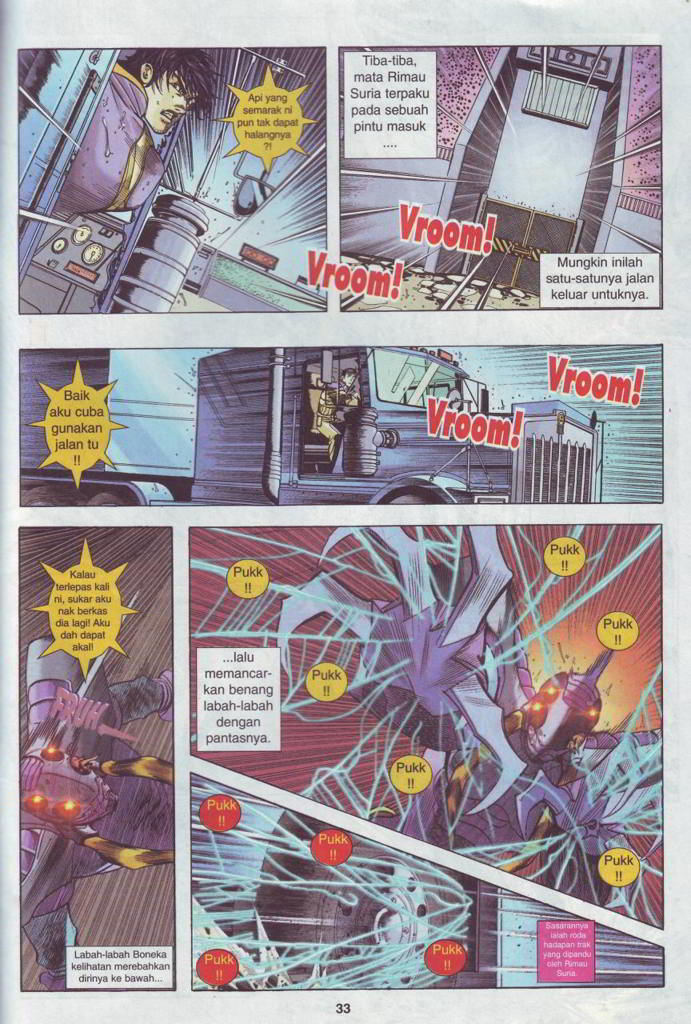 Api yang
semarak ni
pun tak dapat
halangnya
?!
Tiba-tiba,
mata Rimau
Suria terpaku
pada sebuah
pintu masuk
....
Vroom!
Vroom!
Mungkin inilah
satu-satunya jalan
keluar untuknya.
Baik
aku cuba
gunakan
jalan tu
!!
Vroom!
Vroom!
Kalau
terlepas kali
ni, sukar aku
nak berkas
dia lagi! Aku
dah dapat
akal!
FRUH
Labah-labah Boneka
kelihatan merebahkan
dirinya ke bawah...
Pukk
!!
Pukk
!!
Pukk
!!
...lalu
memancar-
kan benang
labah-labah
dengan
pantasnya.
Pukk
!!
Pukk
!!
Pukk
!!
Pukk
!!
Pukk
!!
Pukk
!!
Pukk
!!
Sasarannya
ialah roda
hadapan trak
yang dipandu
oleh Rimau
Suria.
33